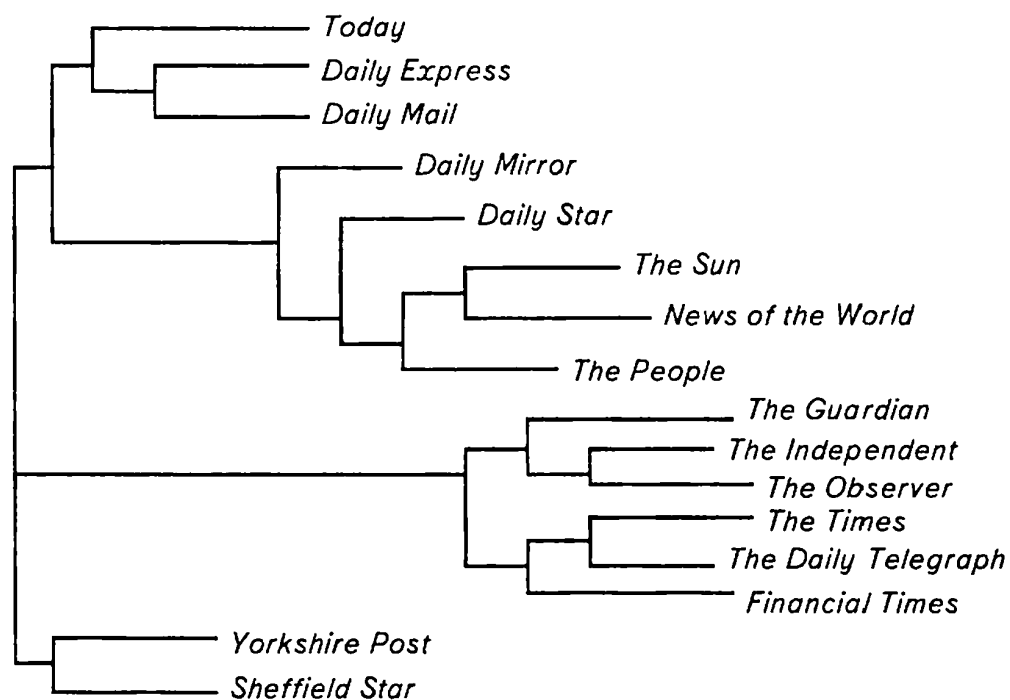 Today
Daily Express
Daily Mail
Daily Mirror
Daily Star
The Sun
News of the World
The People
The Guardian
The Independent
The Observer
The Times
The Daily Telegraph
Financial Times
Yorkshire Post
Sheffield Star